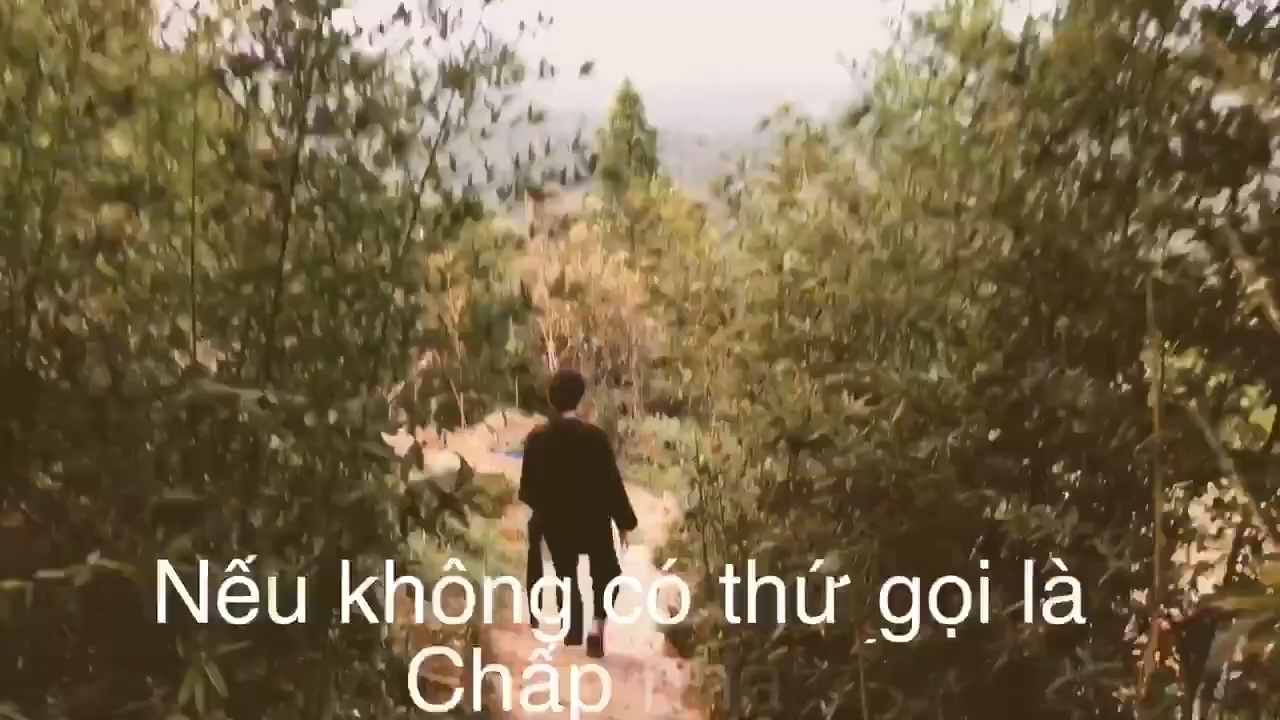 Nếu không có thứ gọi là
Chấp